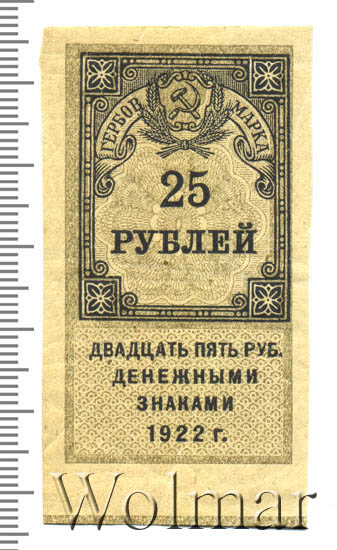 ГЕРБОВ. МАРКА
25
РУБЛЕЙ
ДВАДЦАТЬ ПЯТЬ РУБ.
ДЕНЕЖНЫМИ
ЗНАКАМИ
1922 г.
Wolmar